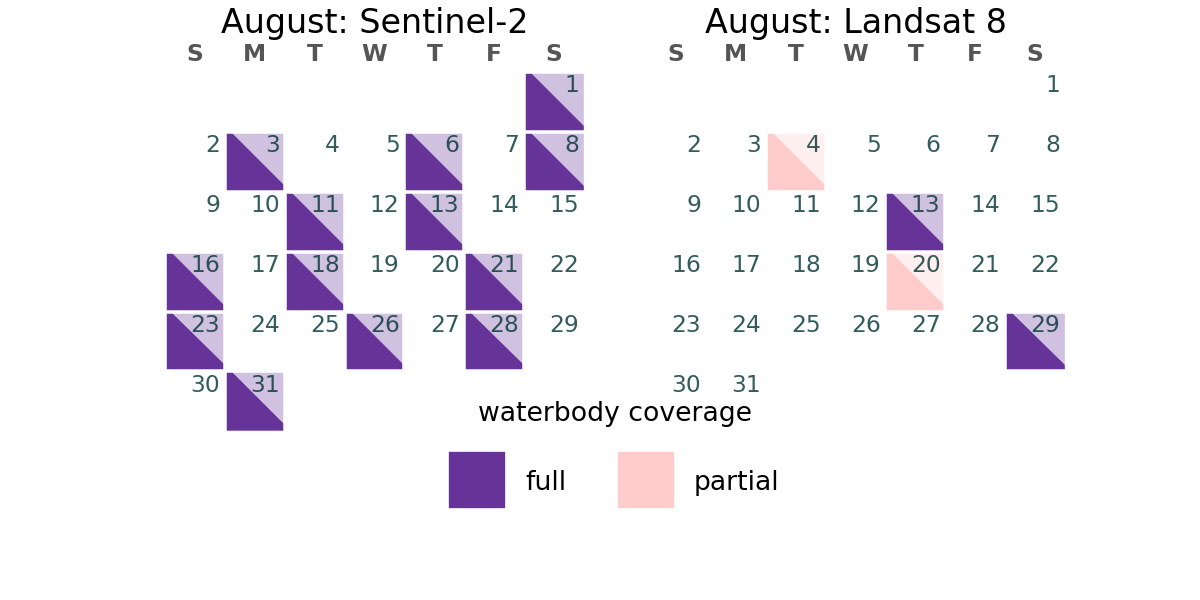 August: Sentinel-2
S M T W T F S
1
2 3 4 5 6 7 8
9 10 11 12 13 14 15
16 17 18 19 20 21 22
23 24 25 26 27 28 29
30 31
August: Landsat 8
S M T W T F S
1
2 3 4 5 6 7 8
9 10 11 12 13 14 15
16 17 18 19 20 21 22
23 24 25 26 27 28 29
30 31
waterbody coverage
full partial